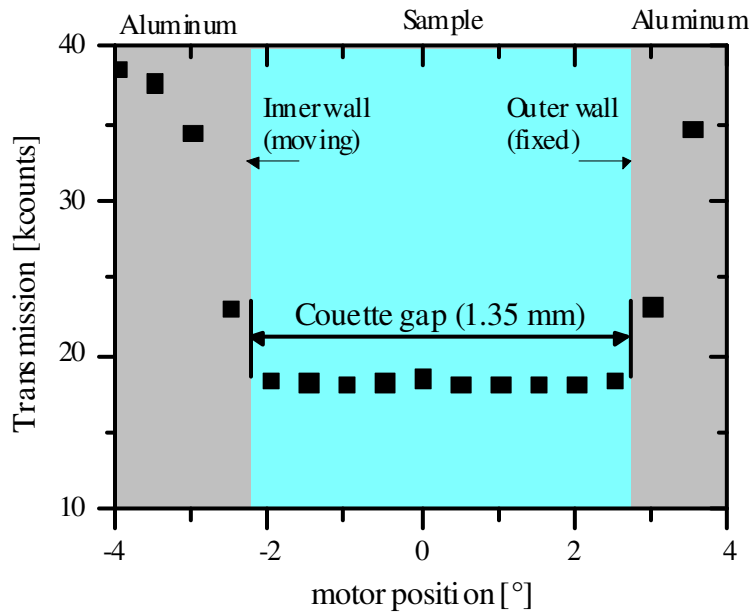 Aluminum Sample Aluminum
40
Inner wall Outer wall
(moving) (fixed)
30
Couette gap (1.35 mm)
20
10
-4 -2 0 2 4
motor position [°]
Transmission [kcounts]